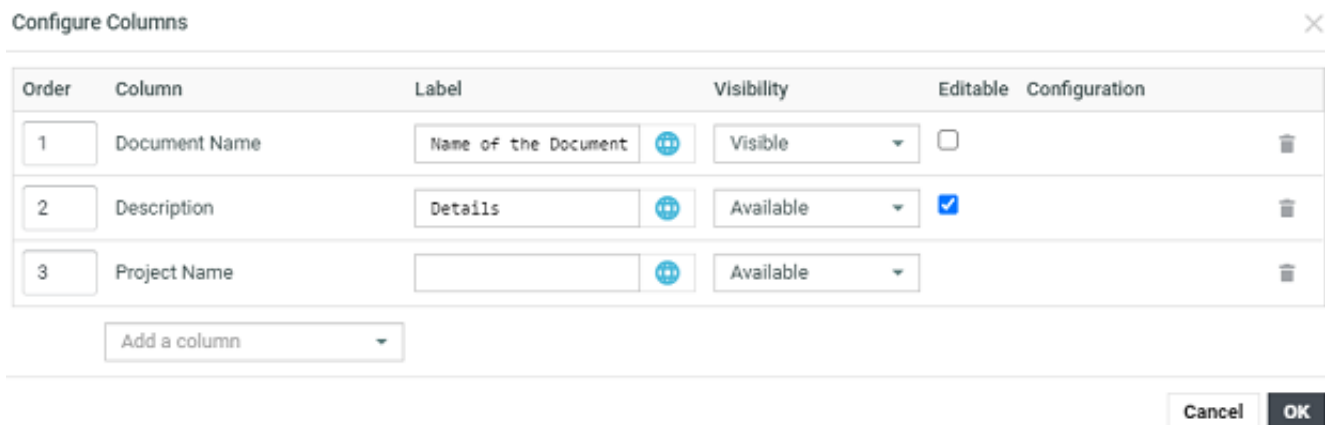 Configure Columns
Order Column Label Visibility Editable Configuration
1 Document Name Name of the Document Visible
2 Description Details Available
3 Project Name Available
Add a column
Cancel OK